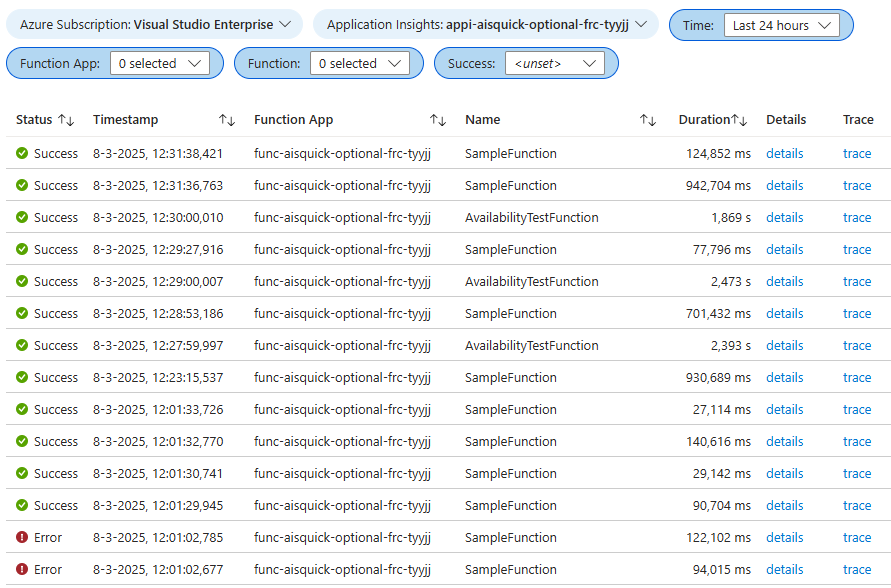 Azure Subscription: Visual Studio Enterprise Application Insights: appi-aisquick-optional-frc-tyyjj Time: Last 24 hours
Function App: 0 selected Function: 0 selected Success: <unset>
Status Timestamp Function App Name Duration Details Trace
Success 8-3-2025, 12:31:38,421 func-aisquick-optional-frc-tyyjj SampleFunction 124,852 ms details trace
Success 8-3-2025, 12:31:36,763 func-aisquick-optional-frc-tyyjj SampleFunction 942,704 ms details trace
Success 8-3-2025, 12:30:00,010 func-aisquick-optional-frc-tyyjj AvailabilityTestFunction 1,869 s details trace
Success 8-3-2025, 12:29:27,916 func-aisquick-optional-frc-tyyjj SampleFunction 77,796 ms details trace
Success 8-3-2025, 12:29:00,007 func-aisquick-optional-frc-tyyjj AvailabilityTestFunction 2,473 s details trace
Success 8-3-2025, 12:28:53,186 func-aisquick-optional-frc-tyyjj SampleFunction 701,432 ms details trace
Success 8-3-2025, 12:27:59,997 func-aisquick-optional-frc-tyyjj AvailabilityTestFunction 2,393 s details trace
Success 8-3-2025, 12:23:15,537 func-aisquick-optional-frc-tyyjj SampleFunction 930,689 ms details trace
Success 8-3-2025, 12:01:33,726 func-aisquick-optional-frc-tyyjj SampleFunction 27,114 ms details trace
Success 8-3-2025, 12:01:32,770 func-aisquick-optional-frc-tyyjj SampleFunction 140,616 ms details trace
Success 8-3-2025, 12:01:30,741 func-aisquick-optional-frc-tyyjj SampleFunction 29,142 ms details trace
Success 8-3-2025, 12:01:29,945 func-aisquick-optional-frc-tyyjj SampleFunction 90,704 ms details trace
Error 8-3-2025, 12:01:02,785 func-aisquick-optional-frc-tyyjj SampleFunction 122,102 ms details trace
Error 8-3-2025, 12:01:02,677 func-aisquick-optional-frc-tyyjj SampleFunction 94,015 ms details trace